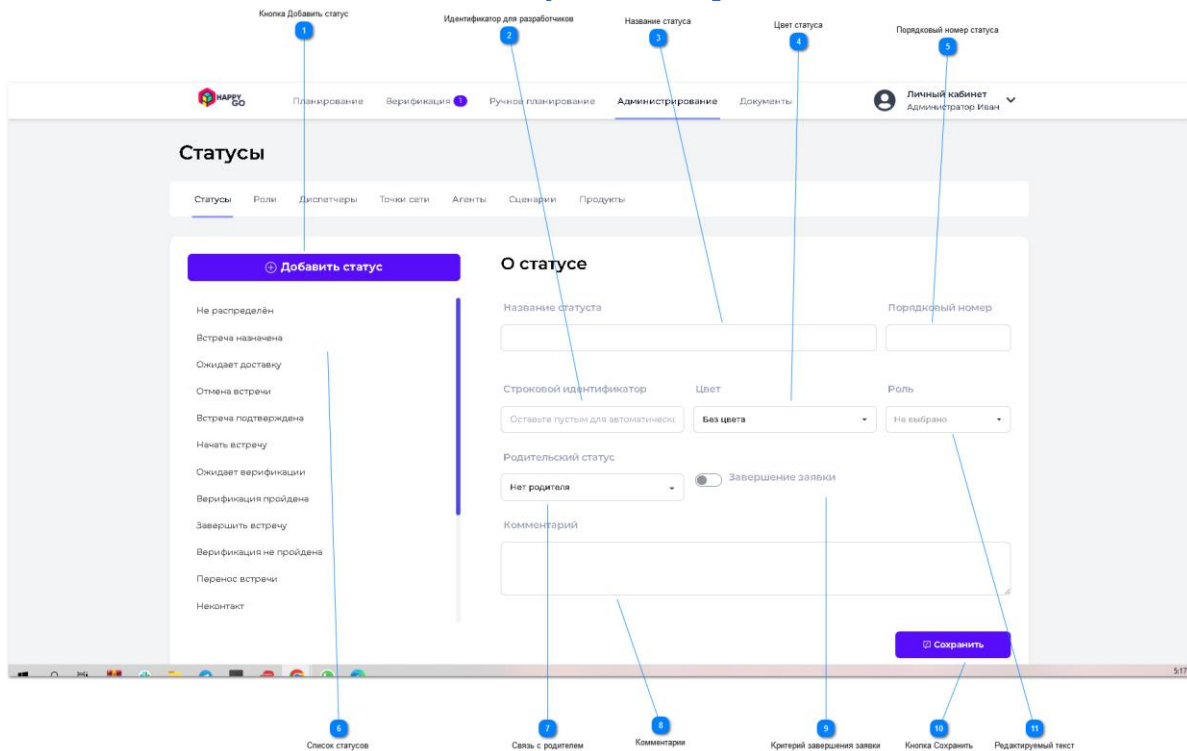 Кнопка Добавить статус
Идентификатор для разработчиков
Название статуса
Цвет статуса
Порядковый номер статуса
1
2
3
4
5
HAPPY GO
Планирование Верификация 1 Ручное планирование Администрирование Документы
Личный кабинет
Администратор Иван
Статусы
Статусы Роли Диспетчеры Точки сети Агенты Сценарии Продукты
Добавить статус
Не распределён
Встреча назначена
Ожидает доставку
Отмена встречи
Встреча подтверждена
Начать встречу
Ожидает верификации
Верификация пройдена
Завершить встречу
Верификация не пройдена
Перенос встречи
Неконтакт
О статусе
Название статуста Порядковый номер
Строковой идентификатор Цвет Роль
Оставьте пустым для автоматическ Без цвета Не выбрано
Родительский статус
Нет родителя Завершение заявки
Комментарий
Сохранить
5:17
6
7
8
9
10
11
Список статусов
Связь с родителем
Комментарии
Критерий завершения заявки
Кнопка Сохранить
Редактируемый текст